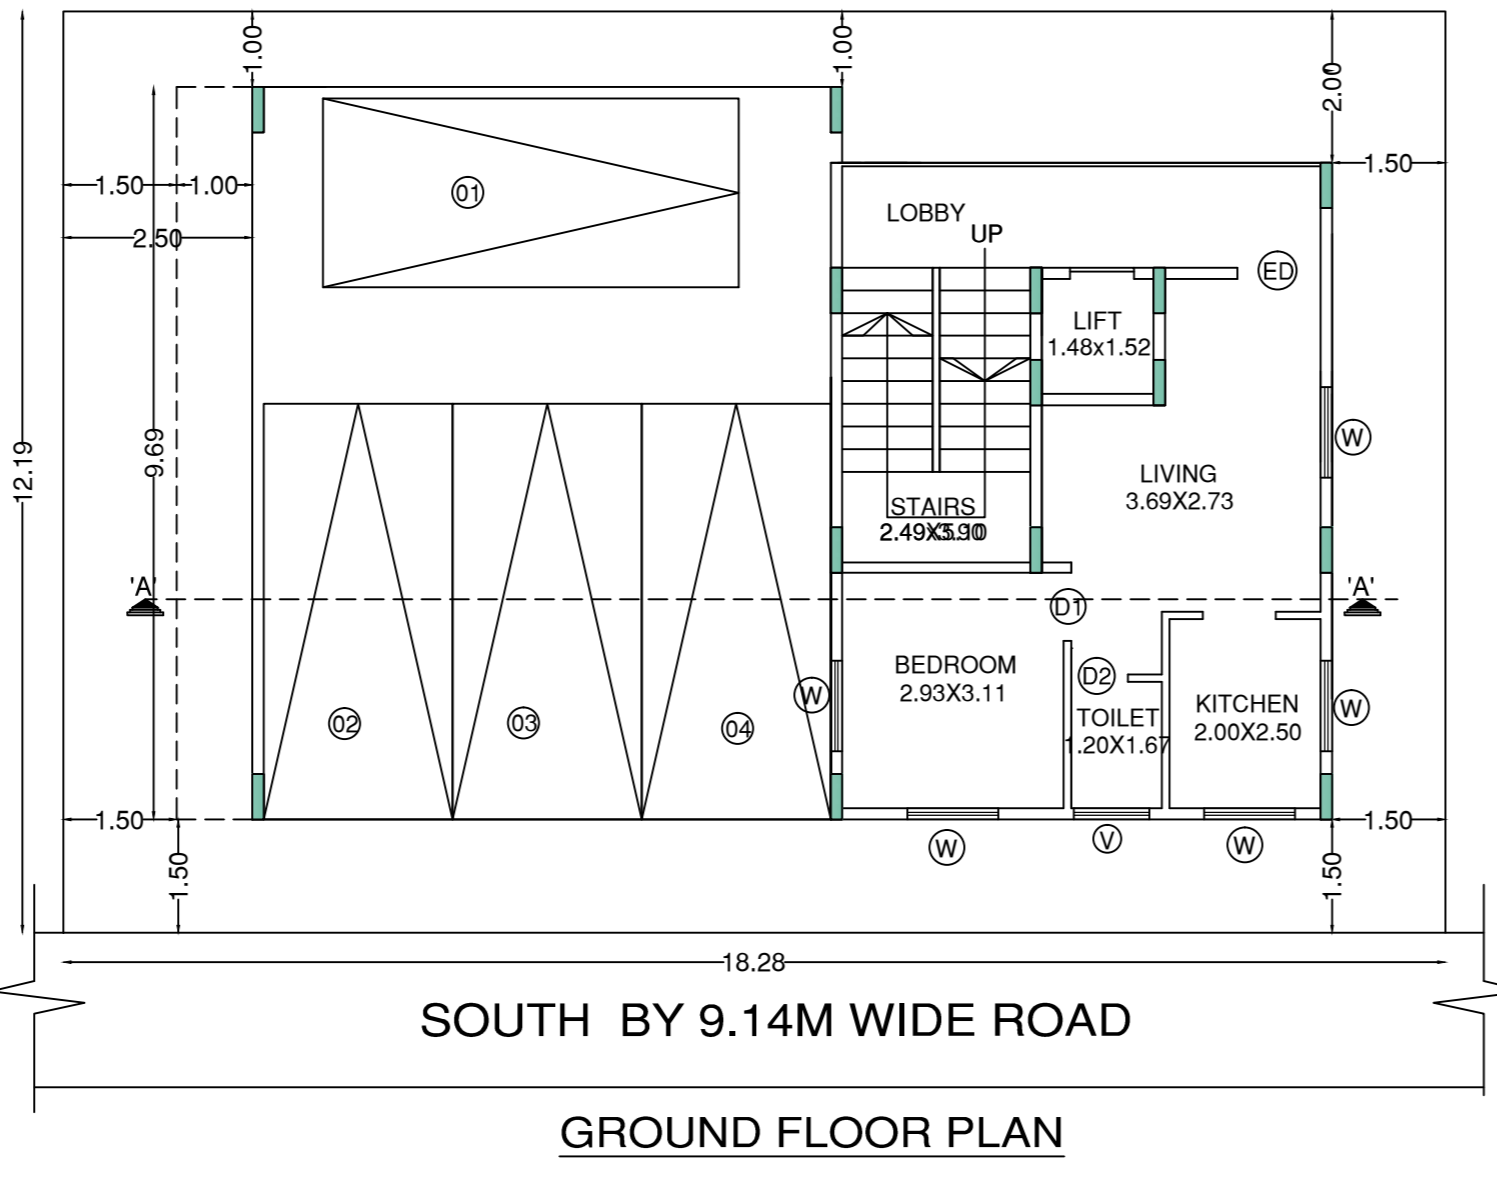 1.00
1.00
2.00
1.50
1.50
1.00
01
LOBBY
2.50
UP
ED
LIFT
1.48x1.52
12.19
9.69
W
LIVING
3.69X2.73
STAIRS
'A'
'A'
D1
BEDROOM
2.93X3.11
D2
W
02
03
04
TOILET
1.20X1.67
KITCHEN
2.00X2.50
W
1.50
1.50
W
V
W
1.50
1.50
18.28
SOUTH BY 9.14M WIDE ROAD
GROUND FLOOR PLAN